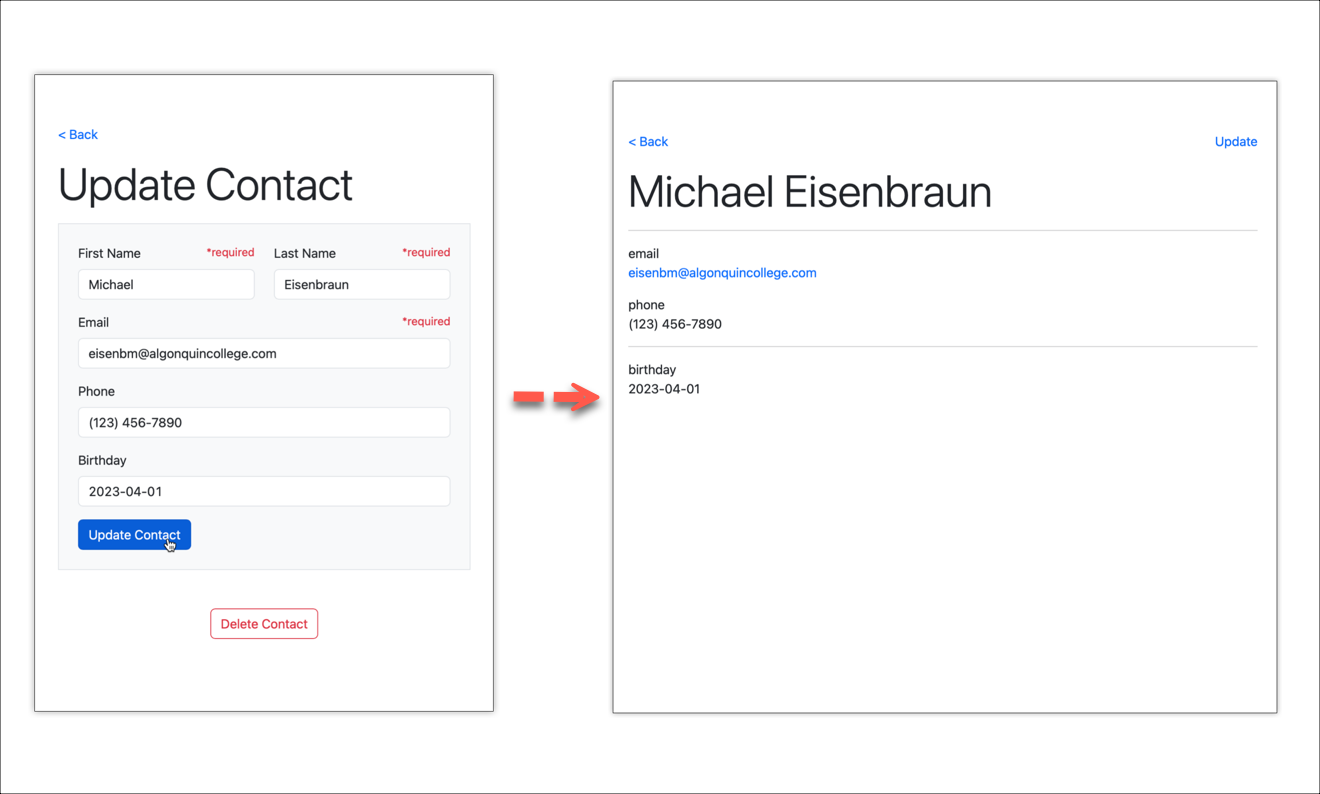 < Back
Update Contact
First Name *required Last Name *required
Michael Eisenbraun
Email *required
eisenbm@algonquincollege.com
Phone
(123) 456-7890
Birthday
2023-04-01
Update Contact
Delete Contact
< Back Update
Michael Eisenbraun
email
eisenbm@algonquincollege.com
phone
(123) 456-7890
birthday
2023-04-01